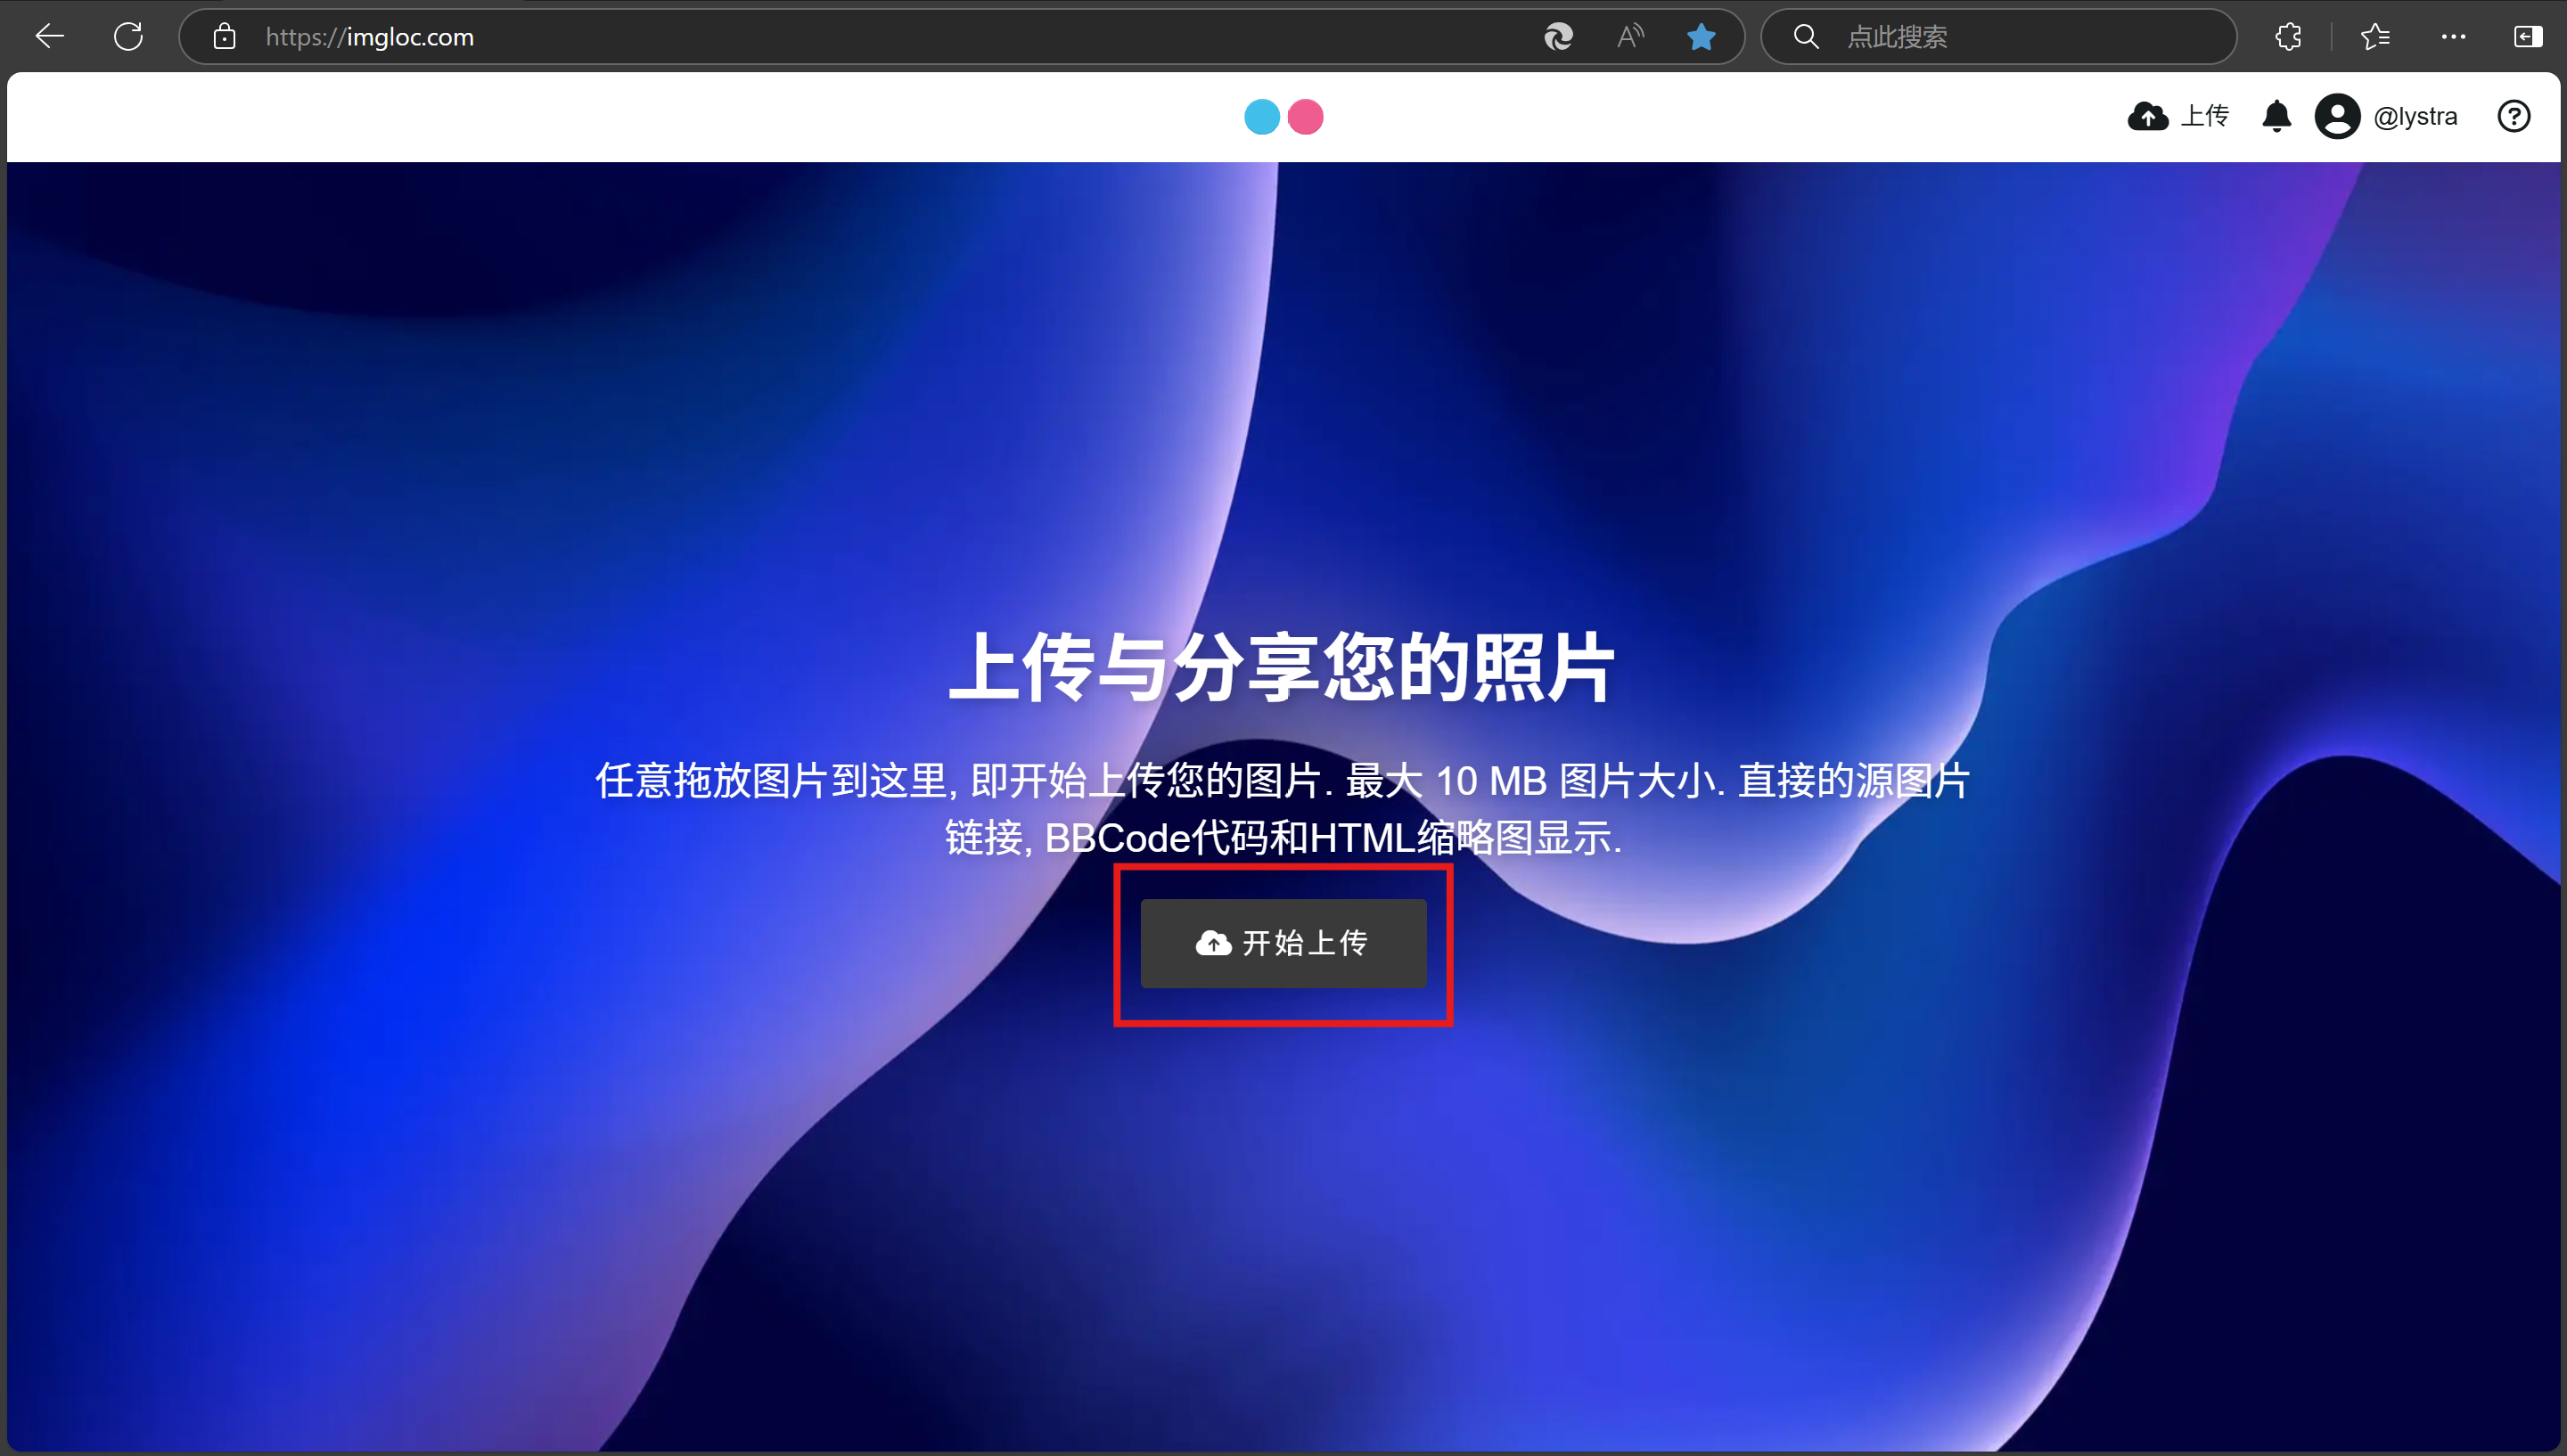 https://imgloc.com
点此搜索
上传
@lystra
上传与分享您的照片
任意拖放图片到这里, 即开始上传您的图片. 最大 10 MB 图片大小. 直接的源图片
链接, BBCode代码和HTML缩略图显示.
开始上传